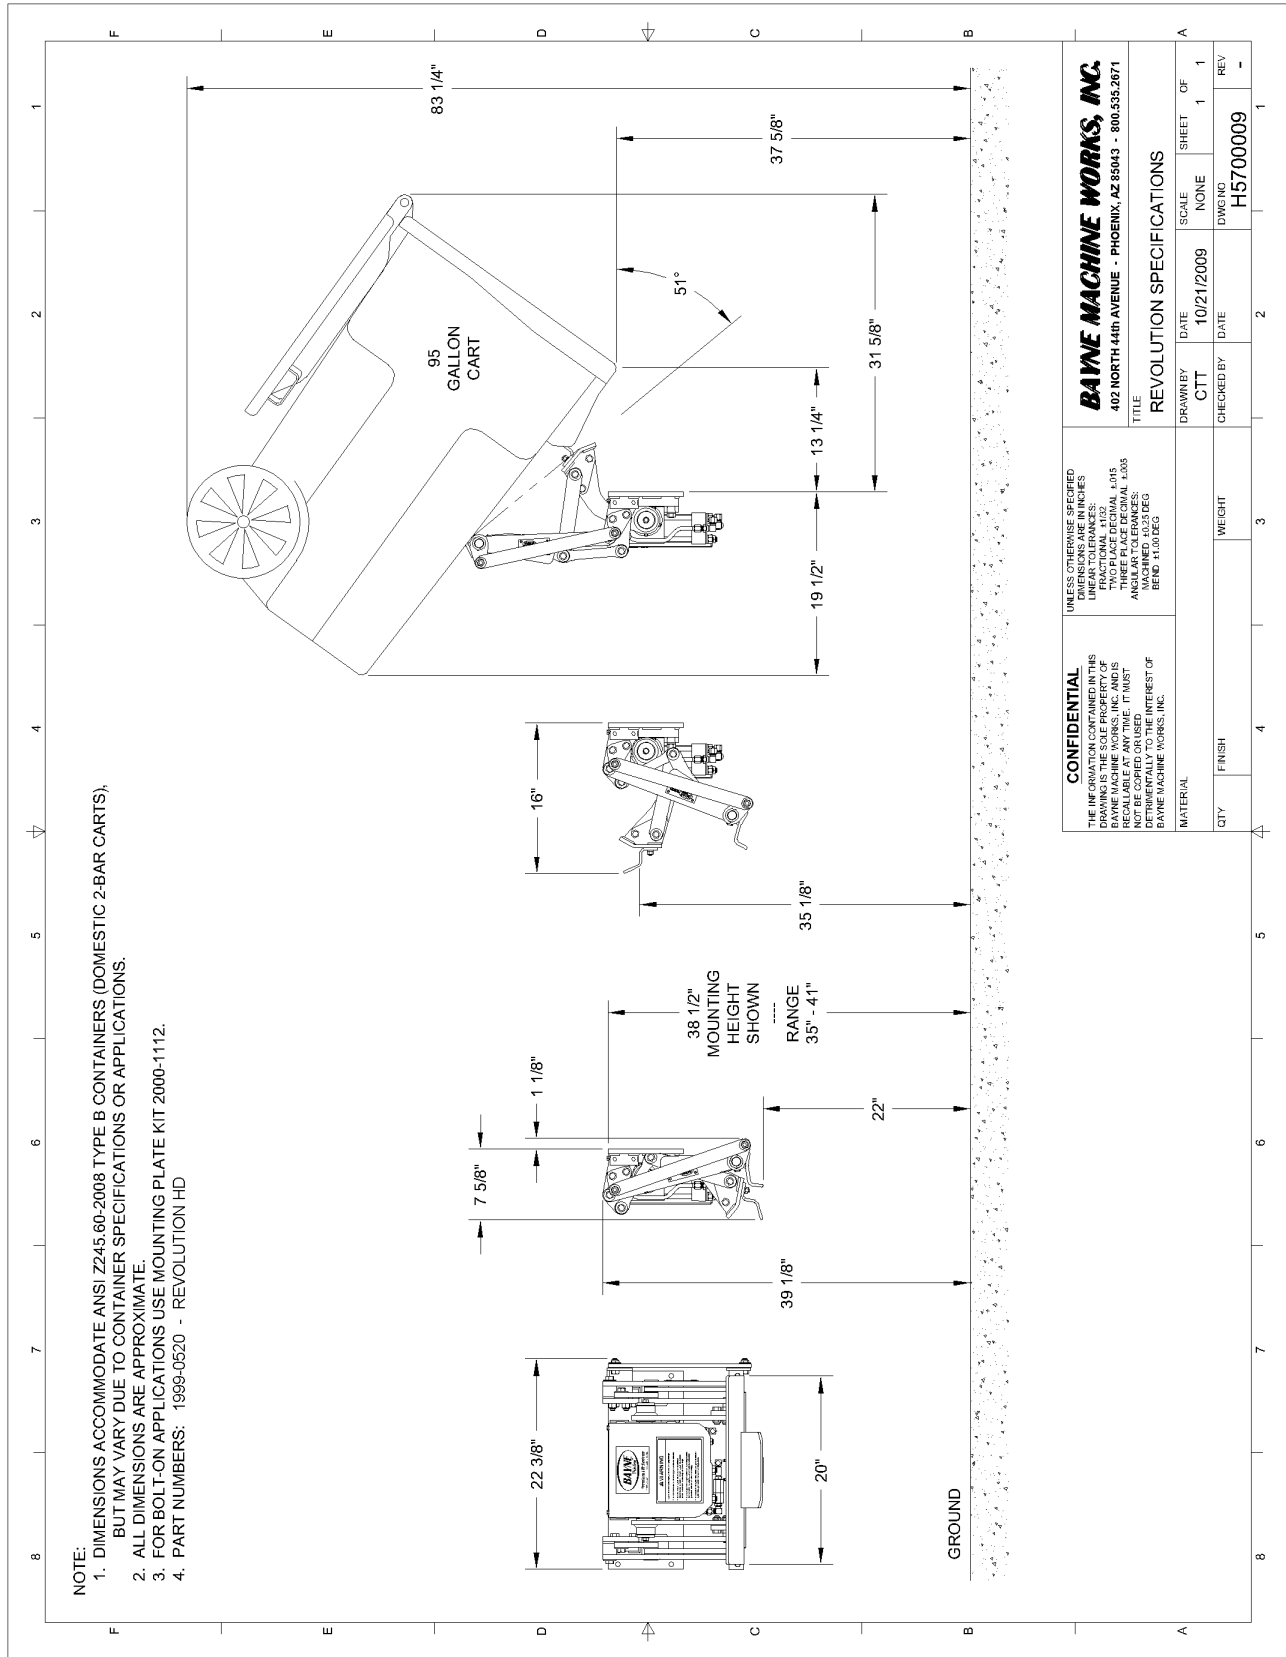 NOTE:
1. DIMENSIONS ACCOMMODATE ANSI Z245.60-2008 TYPE B CONTAINERS (DOMESTIC 2-BAR CARTS),
BUT MAY VARY DUE TO CONTAINER SPECIFICATIONS OR APPLICATIONS.
2. ALL DIMENSIONS ARE APPROXIMATE.
3. FOR BOLT-ON APPLICATIONS USE MOUNTING PLATE KIT 2000-1112.
4. PART NUMBERS: 1999-0520 - REVOLUTION HD
8
7
6
5
4
3
2
1
F
E
D
C
B
A
22 3/8"
BAYNE
WARNING
20"
GROUND
7 5/8"
1 1/8"
39 1/8"
22"
38 1/2"
MOUNTING
HEIGHT
SHOWN
----
RANGE
35" - 41"
16"
35 1/8"
95
GALLON
CART
83 1/4"
37 5/8"
51°
19 1/2"
13 1/4"
31 5/8"
CONFIDENTIAL
THE INFORMATION CONTAINED IN THIS
DRAWING IS THE SOLE PROPERTY OF
BAYNE MACHINE WORKS, INC. AND IS
RECALLABLE AT ANY TIME. IT MUST
NOT BE COPIED OR USED
DETRIMENTALLY TO THE INTEREST OF
BAYNE MACHINE WORKS, INC.
UNLESS OTHERWISE SPECIFIED
DIMENSIONS ARE IN INCHES
LINEAR TOLERANCES:
FRACTIONAL ±1/32
TWO PLACE DECIMAL ±.015
THREE PLACE DECIMAL ±.005
ANGULAR TOLERANCES:
MACHINED ±0.25 DEG
BEND ±1.00 DEG
BAYNE MACHINE WORKS, INC.
402 NORTH 44th AVENUE - PHOENIX, AZ 85043 - 800.535.2671
TITLE
REVOLUTION SPECIFICATIONS
MATERIAL
DRAWN BY
CTT
DATE
10/21/2009
SCALE
NONE
SHEET
1 OF 1
QTY
FINISH
WEIGHT
CHECKED BY
DATE
DWG NO
H5700009
REV
-
8
7
6
5
4
3
2
1
F
E
D
C
B
A